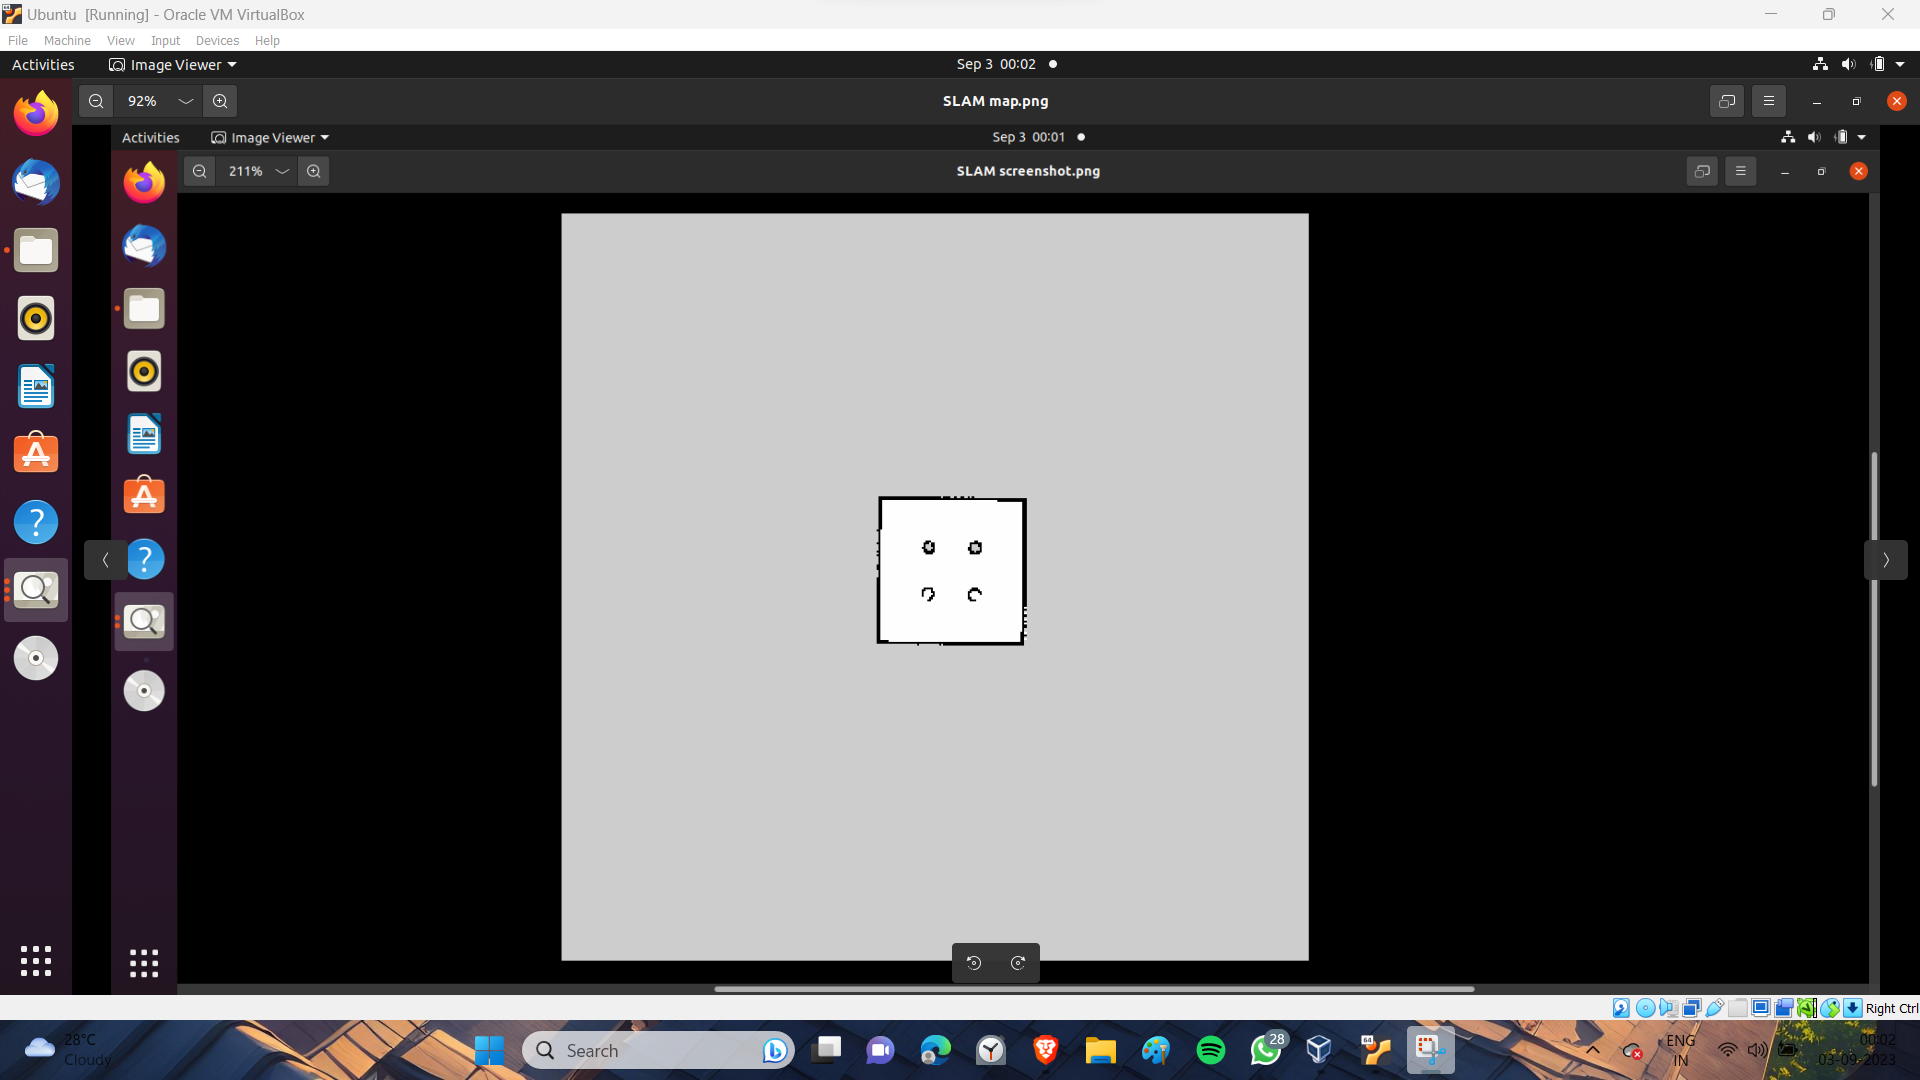 Ubuntu [Running] - Oracle VM VirtualBox
File Machine View Input Devices Help
Activities Image Viewer Sep 3 00:02
92% SLAM map.png
Activities Image Viewer Sep 3 00:01
211% SLAM screenshot.png
Right Ctrl
28°C
Cloudy
Search
28
64
ENG
IN
00:02
03-09-2023